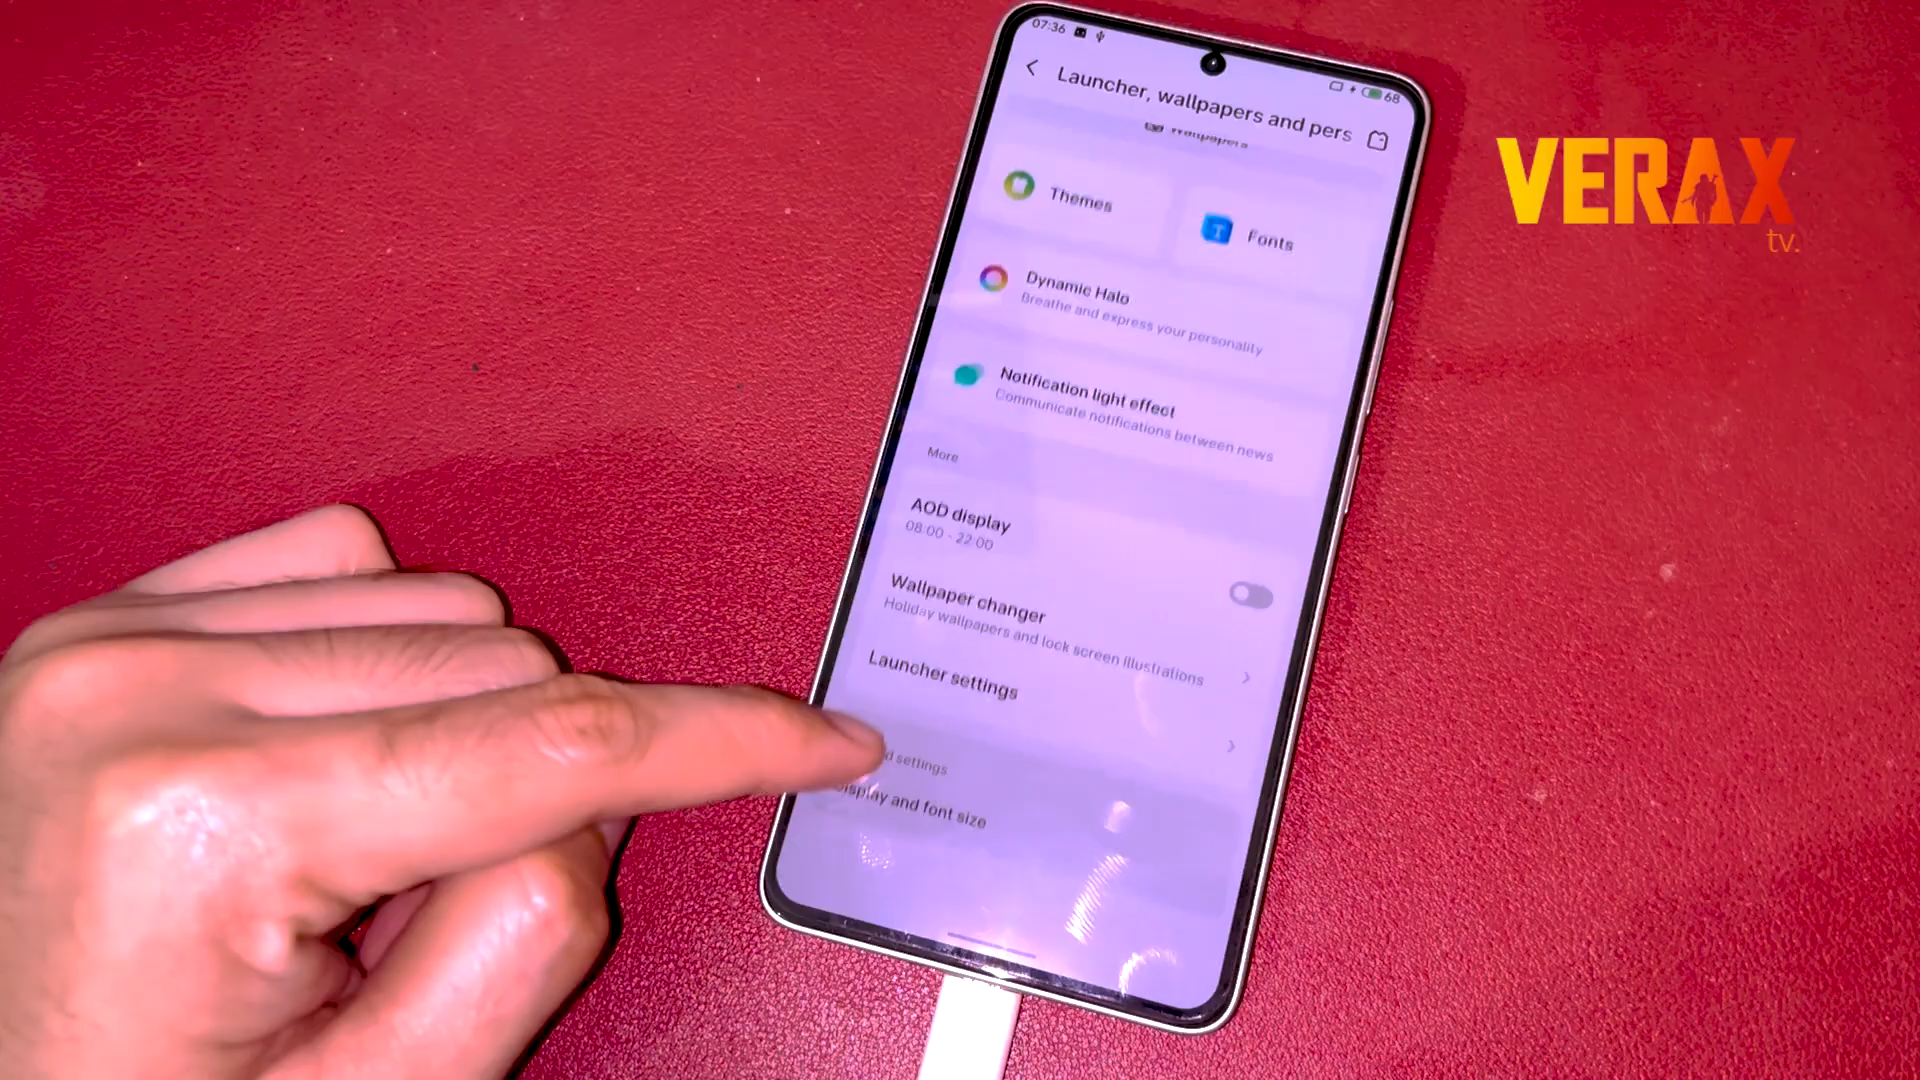 07:36
68
Launcher, wallpapers and pers
Wallpapers
Themes
Fonts
Dynamic Halo
Breathe and express your personality
Notification light effect
Communicate notifications between news
More
AOD display
08:00 - 22:00
Wallpaper changer
Holiday wallpapers and lock screen illustrations
Launcher settings
d settings
isplay and font size
VERAX
tv.